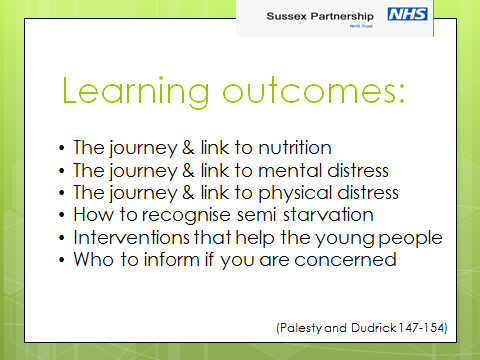 Sussex Partnership NHS
NHS Trust
Learning outcomes:
• The journey & link to nutrition
• The journey & link to mental distress
• The journey & link to physical distress
• How to recognise semi starvation
• Interventions that help the young people
• Who to inform if you are concerned
(Palesty and Dudrick 147-154)